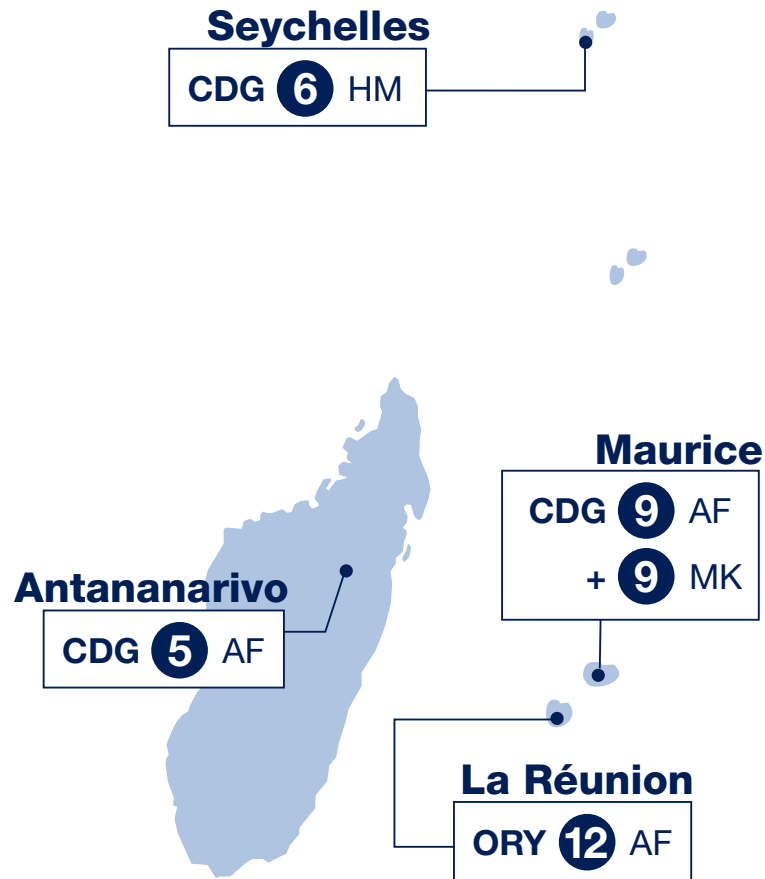 Seychelles
CDG 6 HM
Maurice
CDG 9 AF
+ 9 MK
Antananarivo
CDG 5 AF
La Réunion
ORY 12 AF